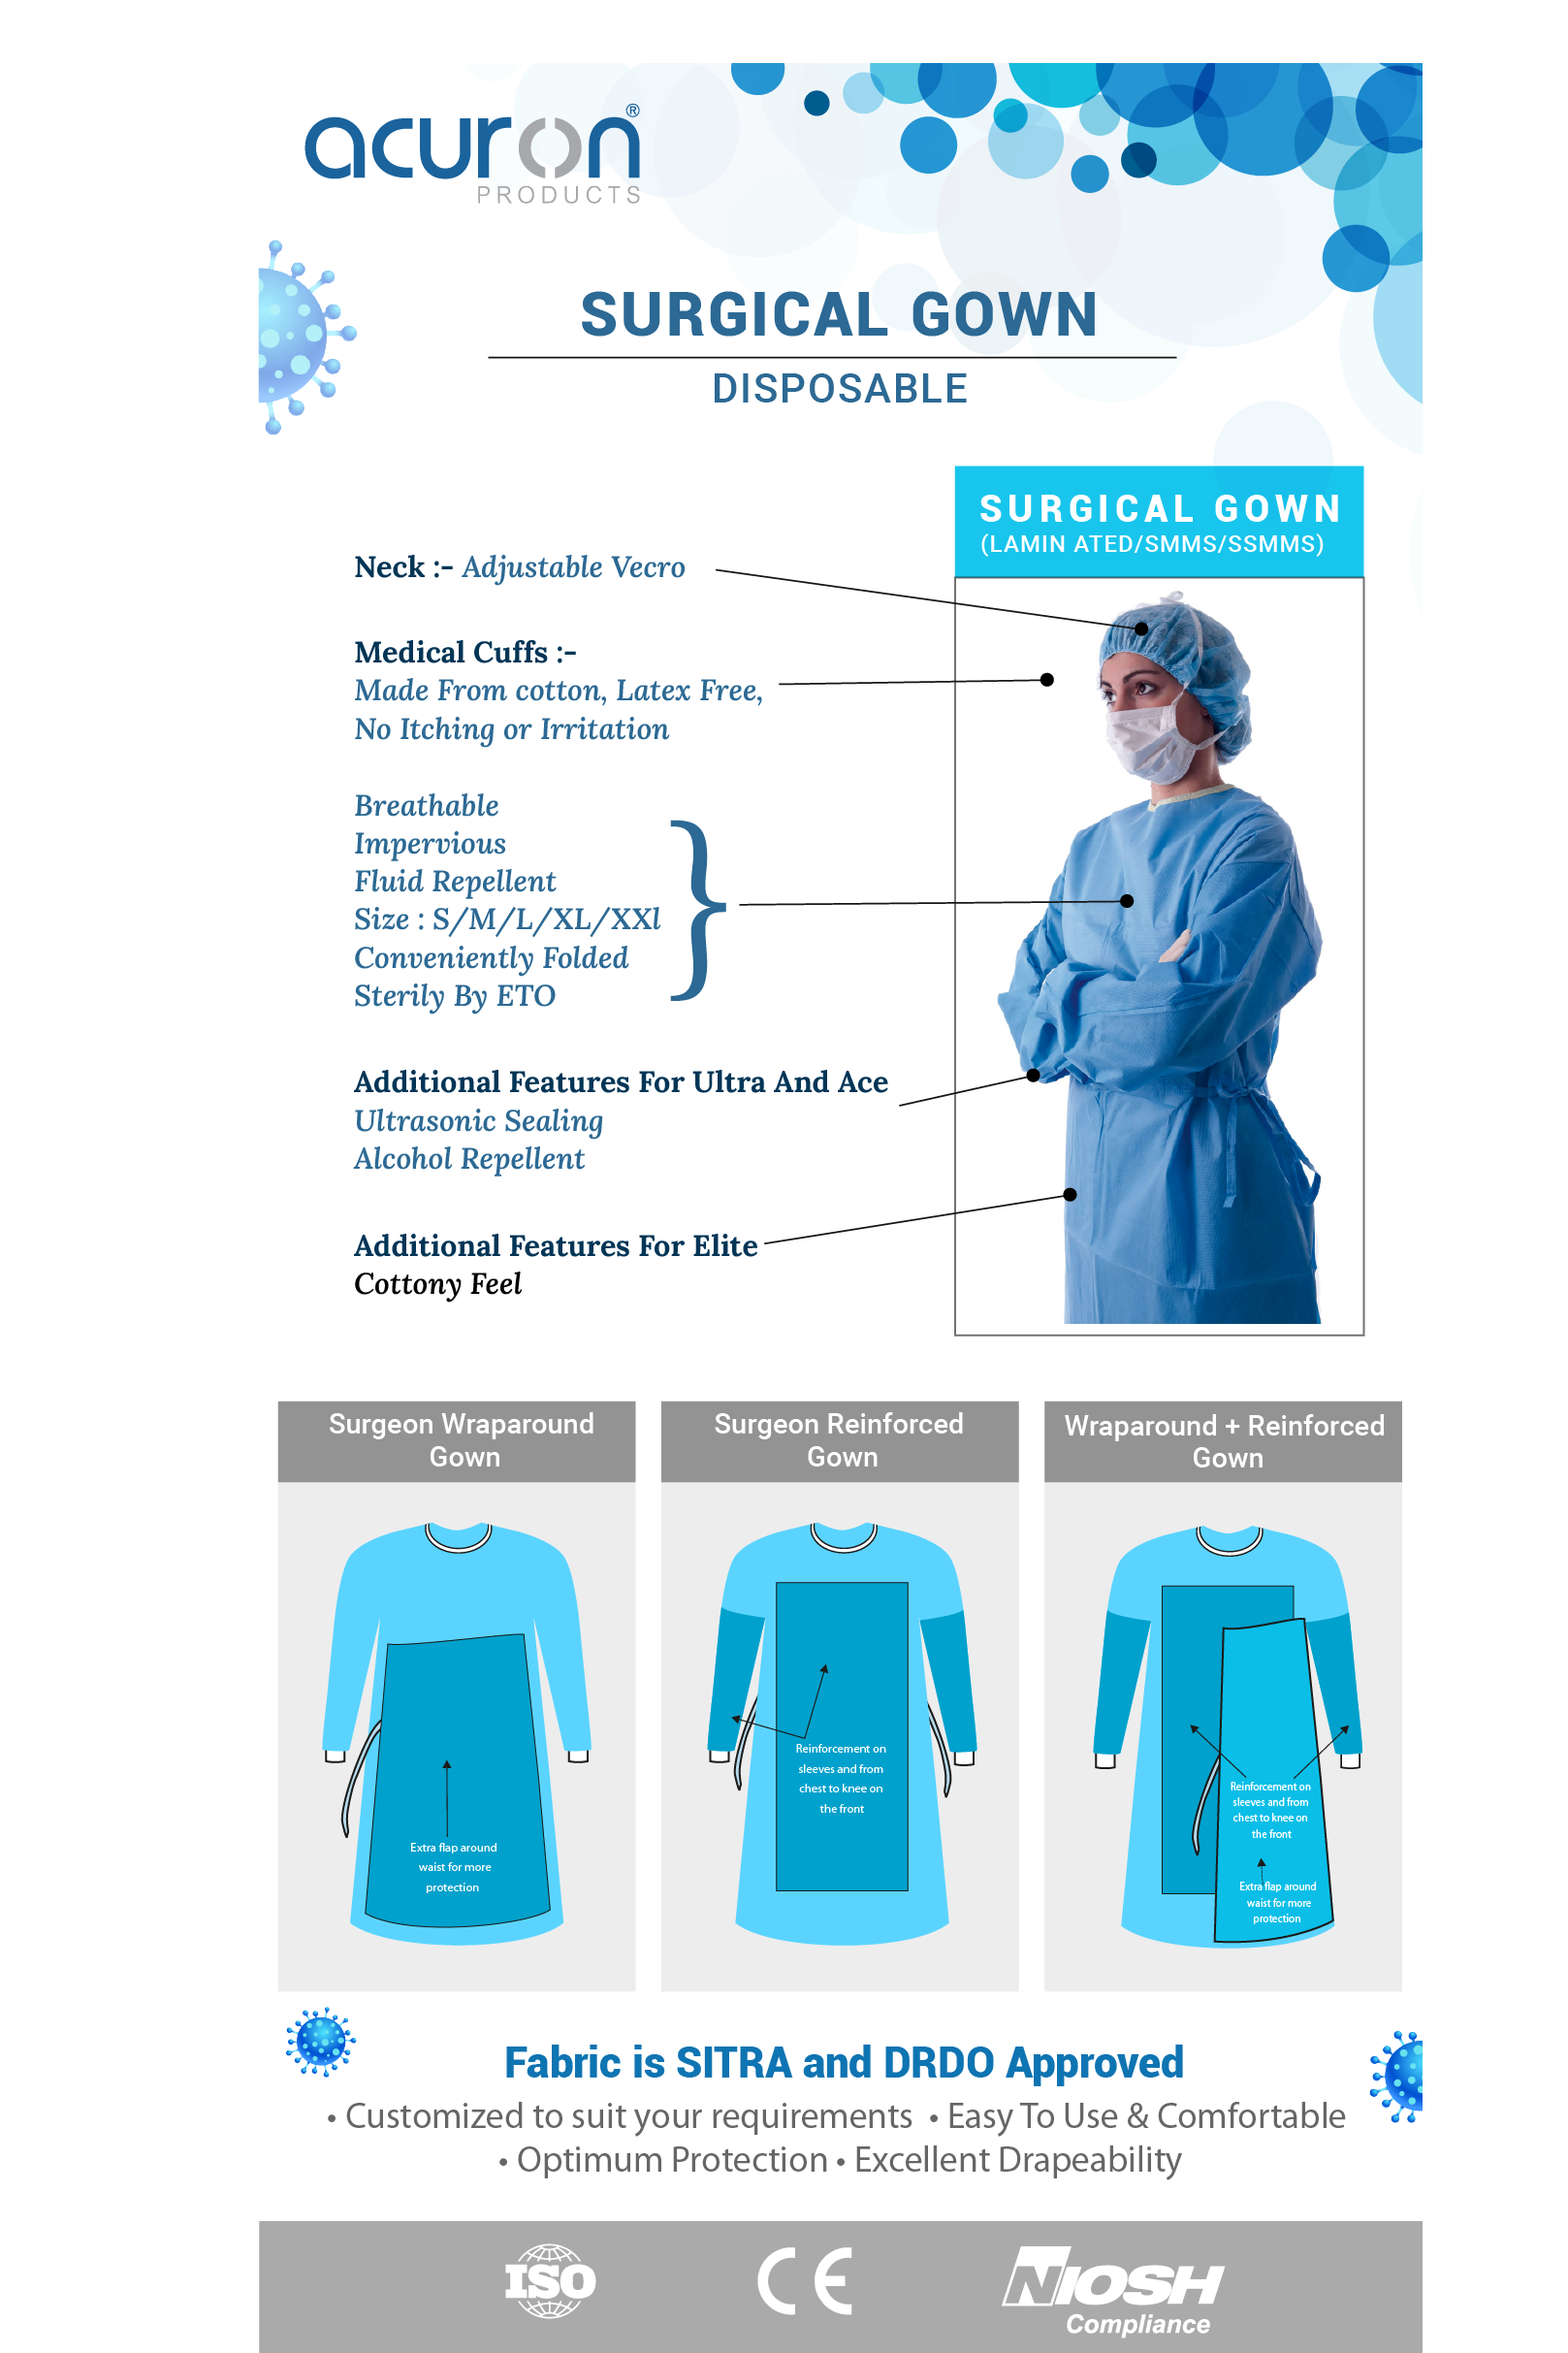 acuron®
PRODUCTS
SURGICAL GOWN
DISPOSABLE
SURGICAL GOWN
(LAMIN ATED/SMMS/SSMMS)
Neck :- Adjustable Vecro
Medical Cuffs :-
Made From cotton, Latex Free,
No Itching or Irritation
Breathable
Impervious
Fluid Repellent
Size : S/M/L/XL/XXl
Conveniently Folded
Sterily By ETO
Additional Features For Ultra And Ace
Ultrasonic Sealing
Alcohol Repellent
Additional Features For Elite
Cottony Feel
Surgeon Wraparound
Gown
Extra flap around
waist for more
protection
Surgeon Reinforced
Gown
Reinforcement on
sleeves and from
chest to knee on
the front
Wraparound + Reinforced
Gown
Reinforcement on
sleeves and from
chest to knee on
the front
Extra flap around
waist for more
protection
Fabric is SITRA and DRDO Approved
• Customized to suit your requirements • Easy To Use & Comfortable
• Optimum Protection • Excellent Drapeability
ISO
CE
NIOSH
Compliance